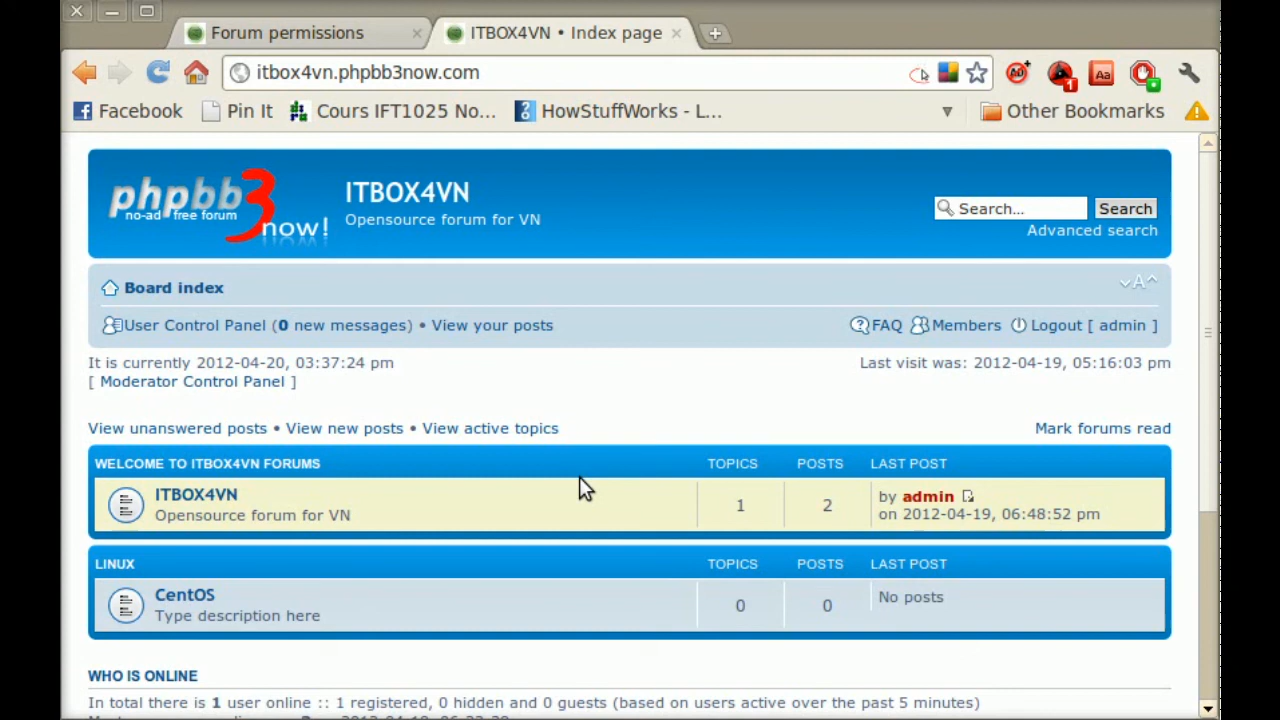 Forum permissions
ITBOX4VN • Index page
itbox4vn.phpbb3now.com
Facebook Pin It Cours IFT1025 No... HowStuffWorks - L... Other Bookmarks
phpbb3now!
no-ad free forum
ITBOX4VN
Opensource forum for VN
Search... Search
Advanced search
Board index
User Control Panel (0 new messages) • View your posts
FAQ Members Logout [ admin ]
It is currently 2012-04-20, 03:37:24 pm
Last visit was: 2012-04-19, 05:16:03 pm
[ Moderator Control Panel ]
View unanswered posts • View new posts • View active topics
Mark forums read
WELCOME TO ITBOX4VN FORUMS TOPICS POSTS LAST POST
ITBOX4VN
Opensource forum for VN
1 2
by admin
on 2012-04-19, 06:48:52 pm
LINUX TOPICS POSTS LAST POST
CentOS
Type description here
0 0
No posts
WHO IS ONLINE
In total there is 1 user online :: 1 registered, 0 hidden and 0 guests (based on users active over the past 5 minutes)